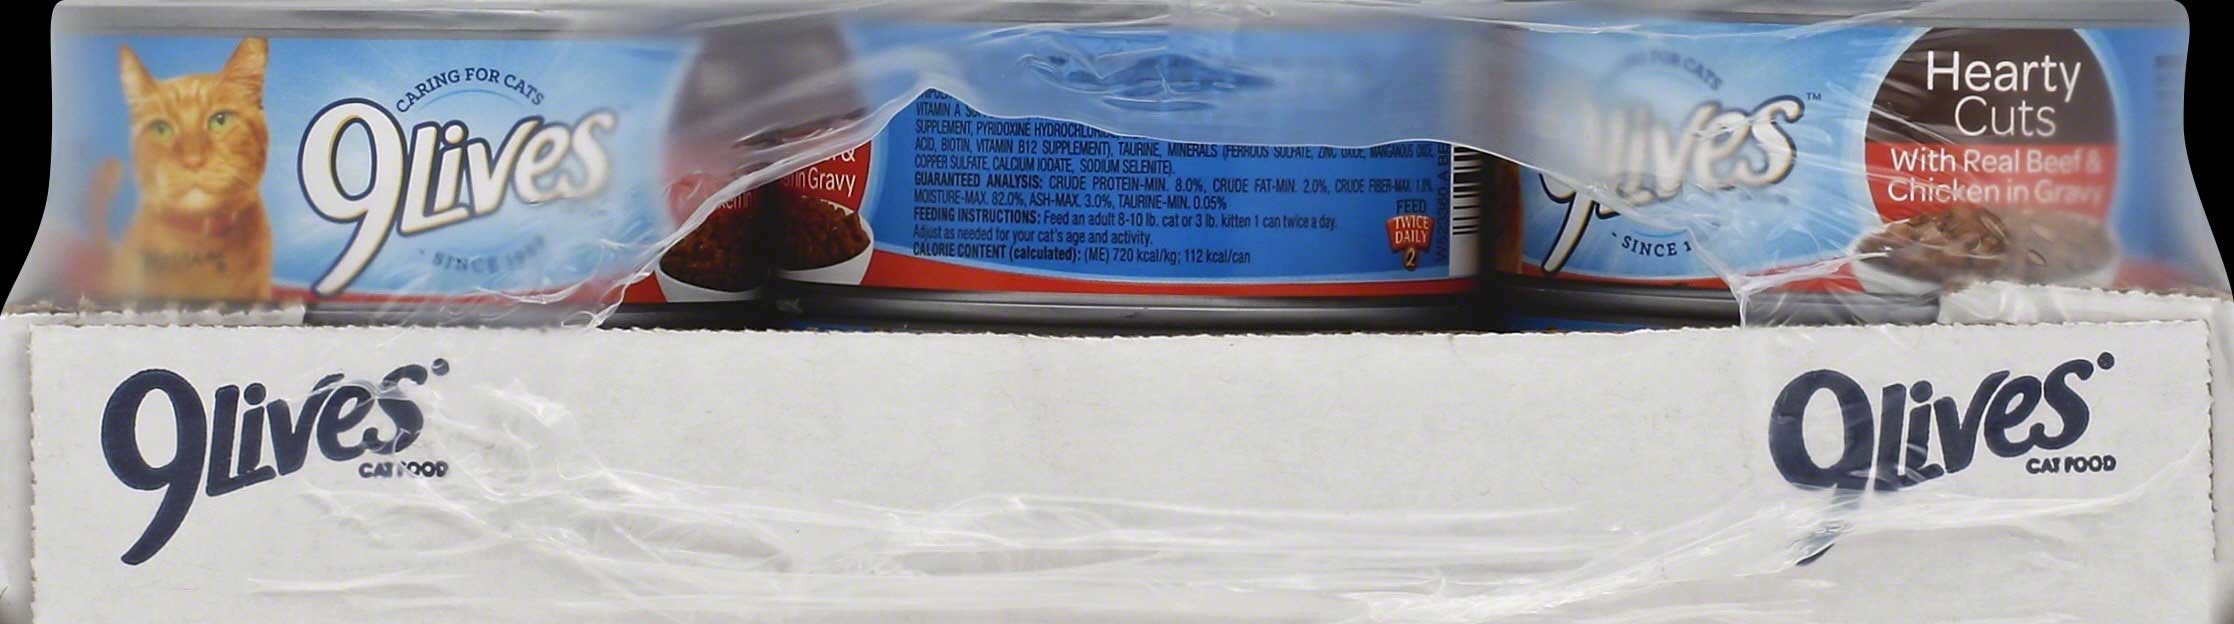 CARING FOR CATS
9Lives
SINCE
in Gravy
VITAMIN A
SUPPLEMENT, PYRIDOXINE
ACID, BIOTIN, VITAMIN B12 SUPPLEMENT), TAURINE, MINERALS (FERROUS SULFATE, ZINC OXIDE, MANGANOUS OXIDE,
COPPER SULFATE, CALCIUM IODATE, SODIUM SELENITE).
GUARANTEED ANALYSIS: CRUDE PROTEIN-MIN. 8.0%, CRUDE FAT-MIN. 2.0%, CRUDE FIBER-MAX. 1.0%,
MOISTURE-MAX. 82.0%, ASH-MAX. 3.0%, TAURINE-MIN. 0.05%
FEEDING INSTRUCTIONS: Feed an adult 8-10 lb. cat or 3 lb. kitten 1 can twice a day.
Adjust as needed for your cat's age and activity.
CALORIE CONTENT (calculated): (ME) 720 kcal/kg; 112 kcal/can
FEED
TWICE
DAILY
2
FOR CATS
9Lives™
SINCE
Hearty
Cuts
With Real Beef &
Chicken in Gravy
9Lives
CAT FOOD
9Lives
CAT FOOD